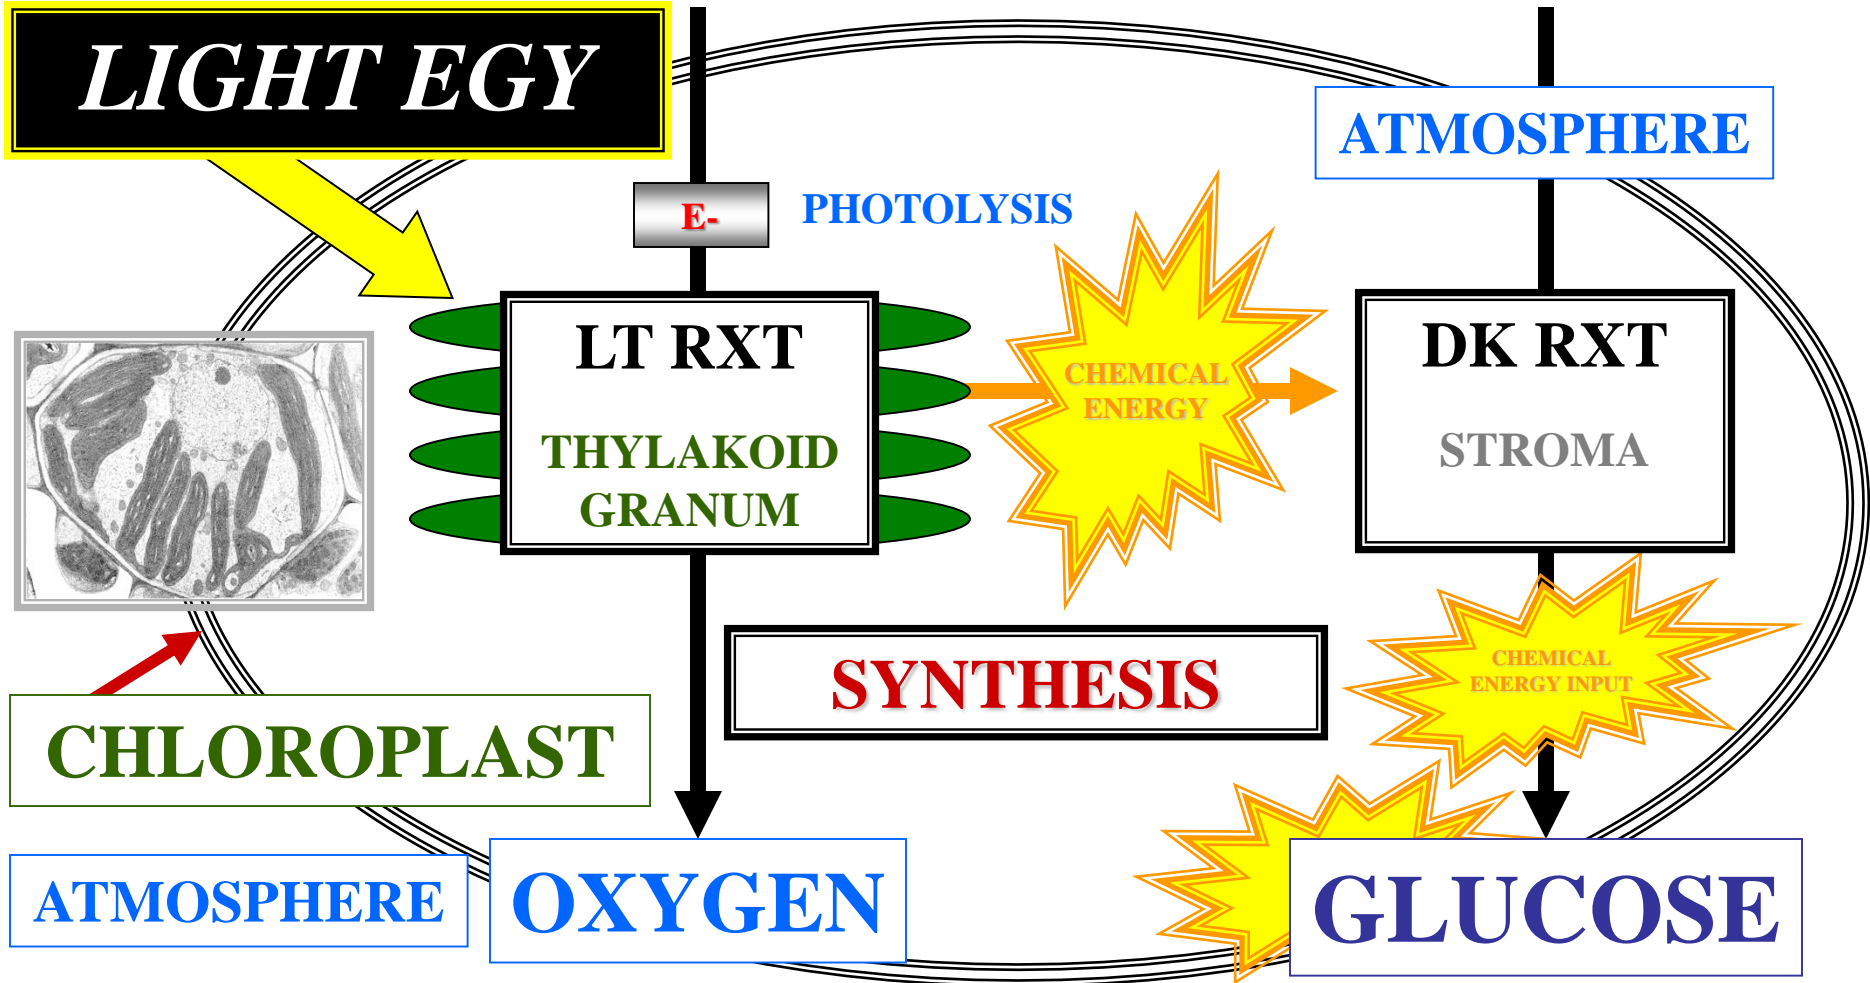 LIGHT EGY
ATMOSPHERE
E-
PHOTOLYSIS
LT RXT
THYLAKOID
GRANUM
CHEMICAL
ENERGY
DK RXT
STROMA
SYNTHESIS
CHEMICAL
ENERGY INPUT
CHLOROPLAST
ATMOSPHERE
OXYGEN
GLUCOSE